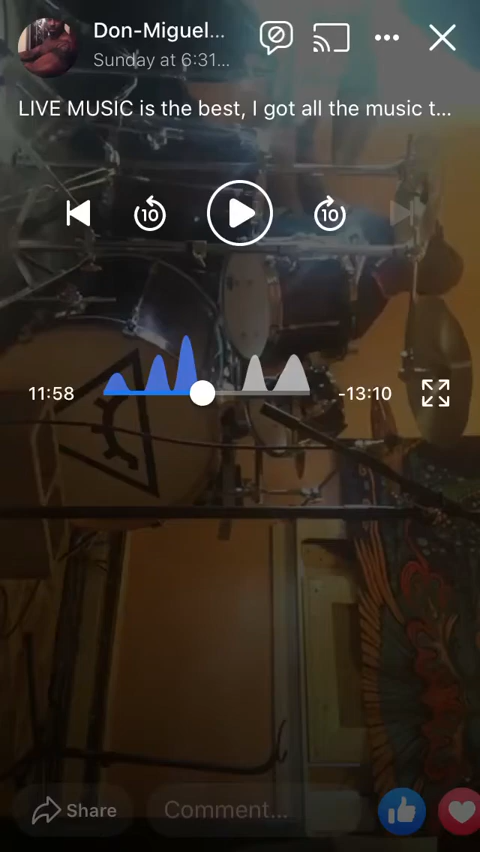 Don-Miguel...
Sunday at 6:31...
LIVE MUSIC is the best, I got all the music t...
10
10
11:58
-13:10
Share
Comment...